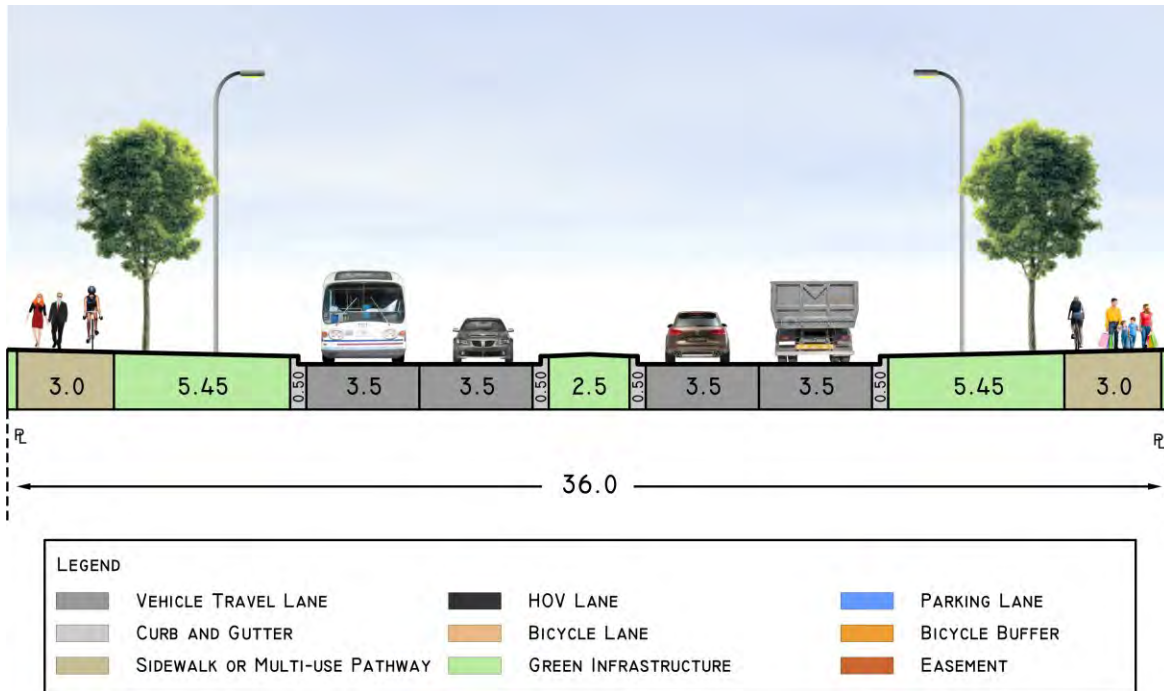 3.0 5.45 0.50 3.5 3.5 0.50 2.5 0.50 3.5 3.5 0.50 5.45 3.0
PL PL
36.0
LEGEND
VEHICLE TRAVEL LANE HOV LANE PARKING LANE
CURB AND GUTTER BICYCLE LANE BICYCLE BUFFER
SIDEWALK OR MULTI-USE PATHWAY GREEN INFRASTRUCTURE EASEMENT